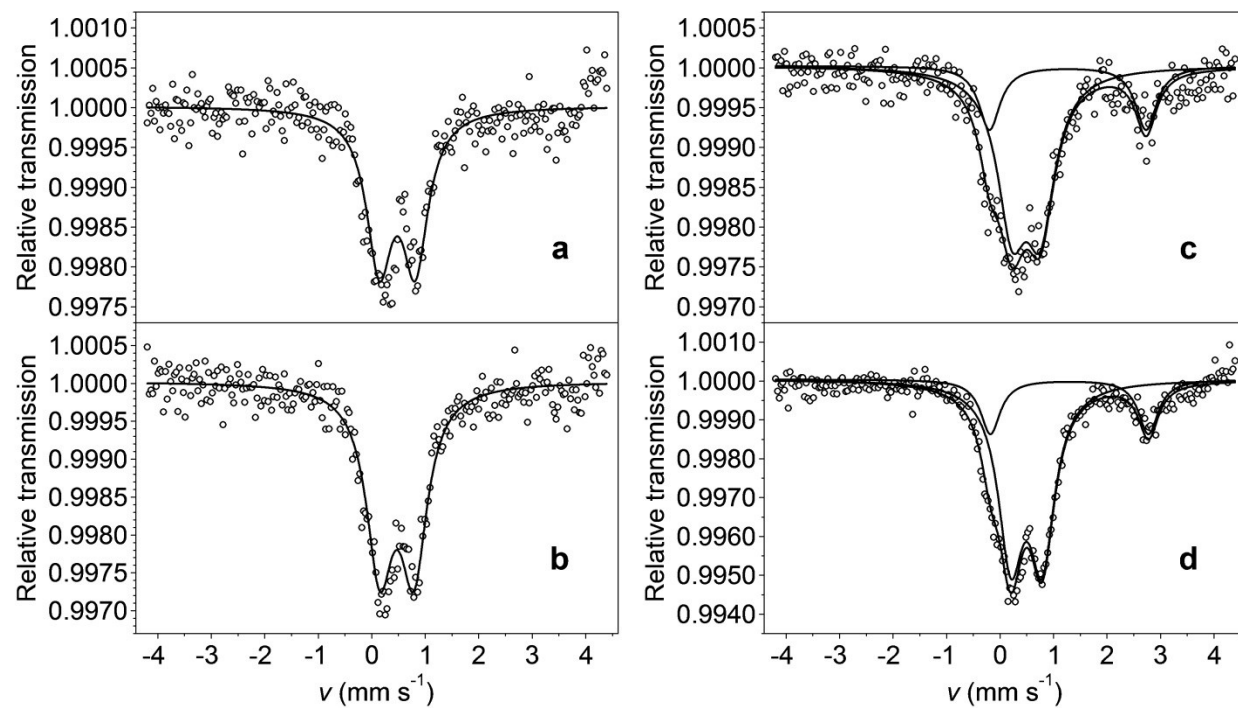 Relative transmission
1.0010
1.0005
1.0000
0.9995
0.9990
0.9985
0.9980
0.9975
a
Relative transmission
1.0005
1.0000
0.9995
0.9990
0.9985
0.9980
0.9975
0.9970
b
-4 -3 -2 -1 0 1 2 3 4
v (mm s⁻¹)
Relative transmission
1.0005
1.0000
0.9995
0.9990
0.9985
0.9980
0.9975
0.9970
c
Relative transmission
1.0010
1.0000
0.9990
0.9980
0.9970
0.9960
0.9950
0.9940
d
-4 -3 -2 -1 0 1 2 3 4
v (mm s⁻¹)